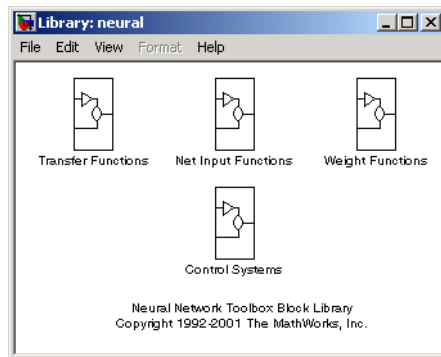 Library: neural
File Edit View Format Help
Transfer Functions Net Input Functions Weight Functions
Control Systems
Neural Network Toolbox Block Library
Copyright 1992-2001 The MathWorks, Inc.